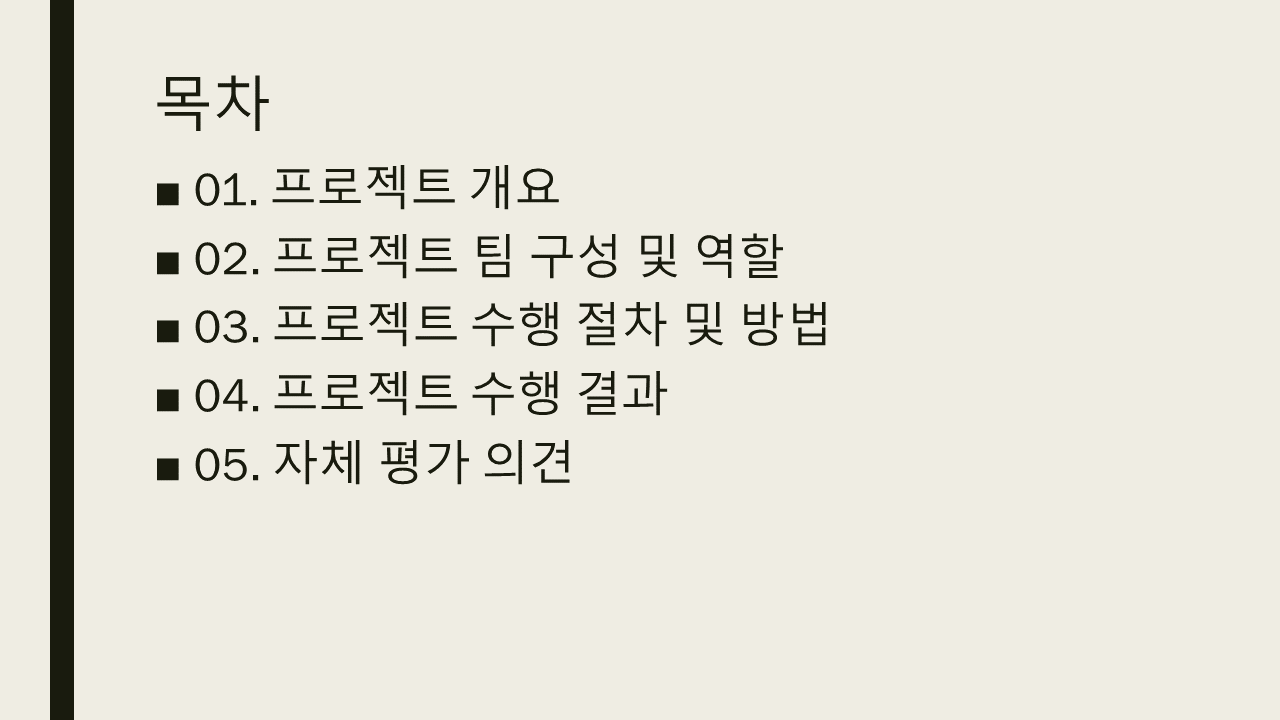 목차
■ 01. 프로젝트 개요
■ 02. 프로젝트 팀 구성 및 역할
■ 03. 프로젝트 수행 절차 및 방법
■ 04. 프로젝트 수행 결과
■ 05. 자체 평가 의견